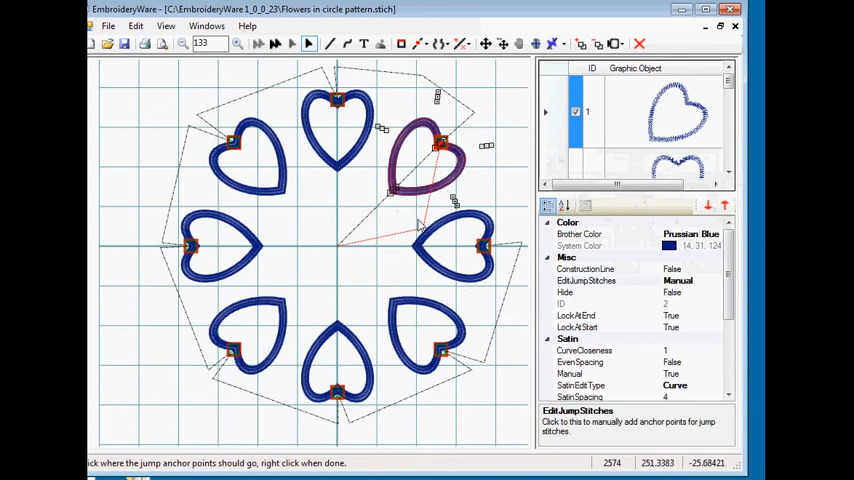 EmbroideryWare - [C:\EmbroideryWare 1_0_0_23\Flowers in circle pattern.stich]
File Edit View Windows Help
133
ID Graphic Object
1
Color
Brother Color Prussian Blue
System Color 14, 31, 124
Misc
ConstructionLine False
EditJumpStitches Manual
Hide False
ID 2
LockAtEnd True
LockAtStart True
Satin
CurveCloseness 1
EvenSpacing False
Manual True
SatinEditType Curve
SatinSpacing 4
EditJumpStitches
Click to this to manually add anchor points for jump
stitches.
ick where the jump anchor points should go, right click when done.
2574 251.3383 -25.68421